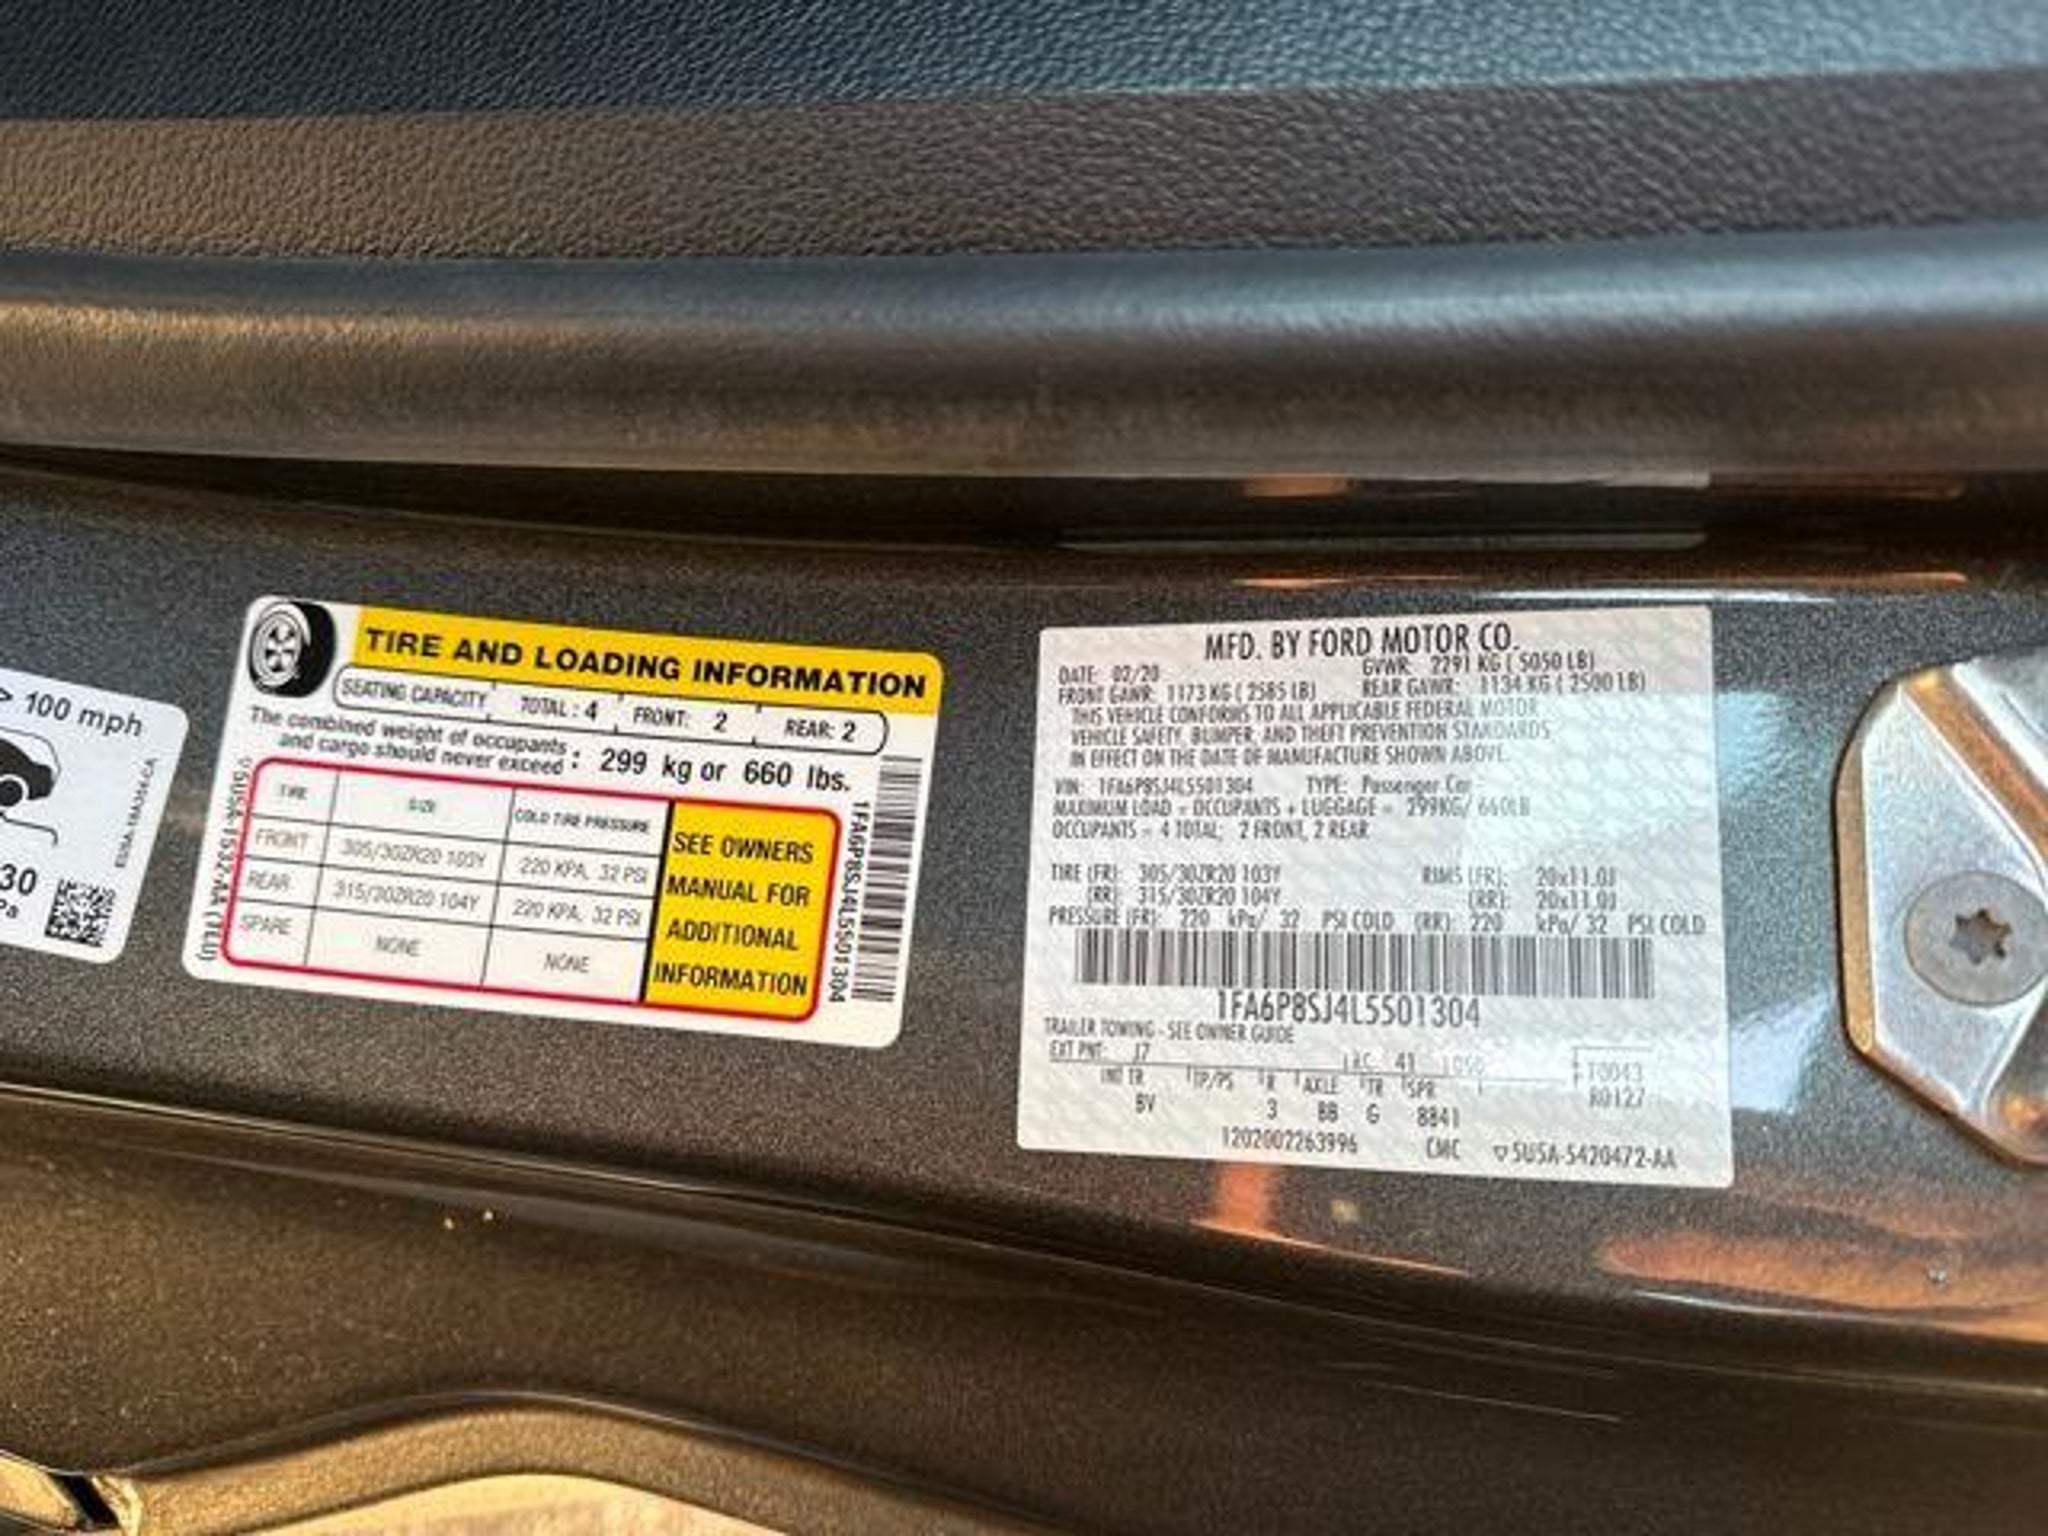 > 100 mph
30
Pa
TIRE AND LOADING INFORMATION
SEATING CAPACITY TOTAL: 4 FRONT: 2 REAR: 2
The combined weight of occupants
and cargo should never exceed : 299 kg or 660 lbs.
TIRE SIZE COLD TIRE PRESSURE
FRONT 305/30ZR20 103Y 220 KPA, 32 PSI
REAR 315/30ZR20 104Y 220 KPA, 32 PSI
SPARE NONE NONE
SEE OWNERS
MANUAL FOR
ADDITIONAL
INFORMATION
5U5A-1532-AA (TEU)
1FA6P8SJ4L5501304
MFD. BY FORD MOTOR CO.
DATE: 02/20 GVWR: 2291 KG ( 5050 LB)
FRONT GAWR: 1173 KG ( 2585 LB) REAR GAWR: 1134 KG ( 2500 LB)
THIS VEHICLE CONFORMS TO ALL APPLICABLE FEDERAL MOTOR
VEHICLE SAFETY, BUMPER, AND THEFT PREVENTION STANDARDS
IN EFFECT ON THE DATE OF MANUFACTURE SHOWN ABOVE.
VIN: 1FA6P8SJ4L5501304 TYPE: Passenger Car
MAXIMUM LOAD = OCCUPANTS + LUGGAGE = 299KG/ 660LB
OCCUPANTS = 4 TOTAL; 2 FRONT, 2 REAR
TIRE (FR): 305/30ZR20 103Y RIMS (FR): 20x11.0J
(RR): 315/30ZR20 104Y (RR): 20x11.0J
PRESSURE (FR): 220 kPa/ 32 PSI COLD (RR): 220 kPa/ 32 PSI COLD
1FA6P8SJ4L5501304
TRAILER TOWING - SEE OWNER GUIDE
EXT PNT: J7 RC: 41 T0043
INT TR TP/PS R AXLE TR SPR R0127
BV 3 BB G 8841
1202002263996 CMC ▽5U5A-5420472-AA